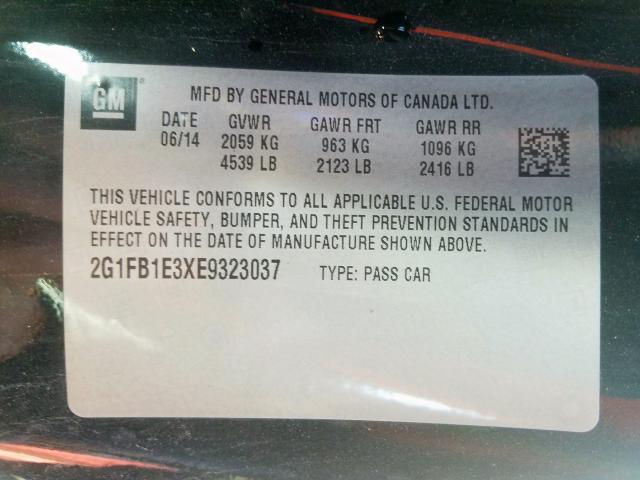 GM
MFD BY GENERAL MOTORS OF CANADA LTD.
DATE GVWR GAWR FRT GAWR RR
06/14 2059 KG 963 KG 1096 KG
4539 LB 2123 LB 2416 LB
THIS VEHICLE CONFORMS TO ALL APPLICABLE U.S. FEDERAL MOTOR
VEHICLE SAFETY, BUMPER, AND THEFT PREVENTION STANDARDS IN
EFFECT ON THE DATE OF MANUFACTURE SHOWN ABOVE.
2G1FB1E3XE9323037 TYPE: PASS CAR